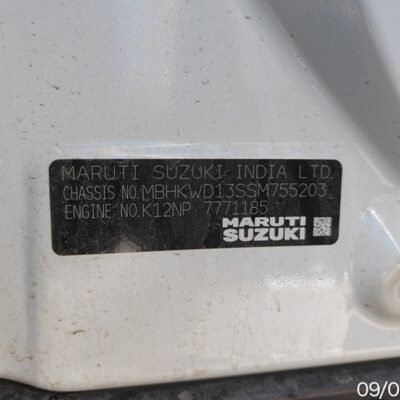 MARUTI SUZUKI INDIA LTD.
CHASSIS NO.MBHKWD13SSM755203
ENGINE NO.K12NP 7771185
MARUTI
SUZUKI
09/0